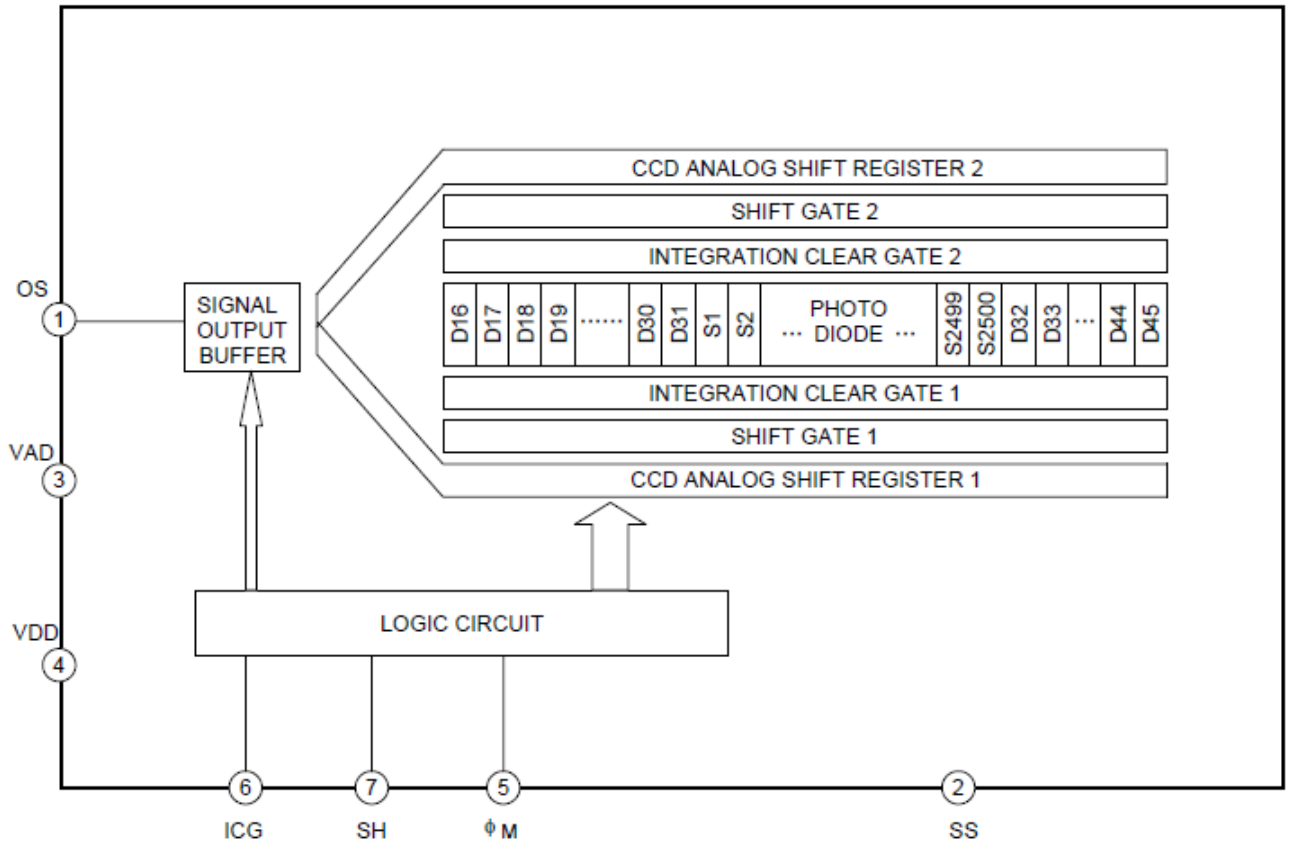 CCD ANALOG SHIFT REGISTER 2
SHIFT GATE 2
INTEGRATION CLEAR GATE 2
OS
1
SIGNAL
OUTPUT
BUFFER
D16
D17
D18
D19
......
D30
D31
S1
S2
PHOTO
... DIODE ...
S2499
S2500
D32
D33
...
D44
D45
INTEGRATION CLEAR GATE 1
SHIFT GATE 1
CCD ANALOG SHIFT REGISTER 1
VAD
3
LOGIC CIRCUIT
VDD
4
6
7
5
2
ICG
SH
ϕM
SS